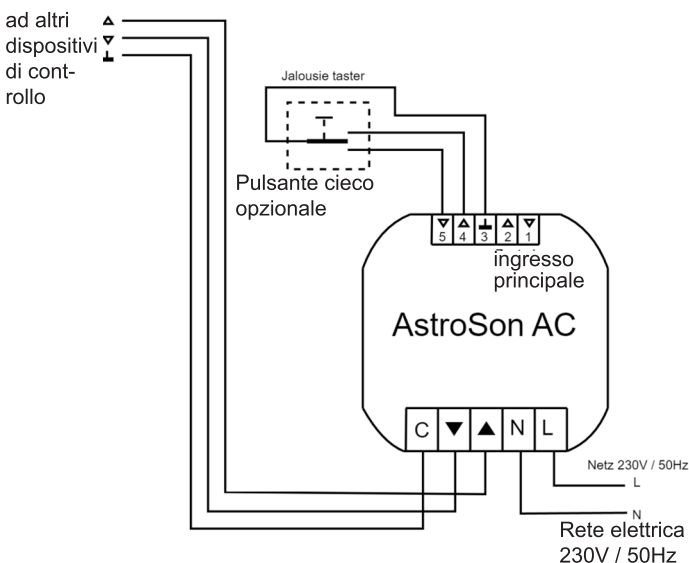 ad altri
dispositivi
di cont-
rollo
Jalousie taster
Pulsante cieco
opzionale
5 4 3 2 1
ingresso
principale
AstroSon AC
C N L
Netz 230V / 50Hz
L
N
Rete elettrica
230V / 50Hz